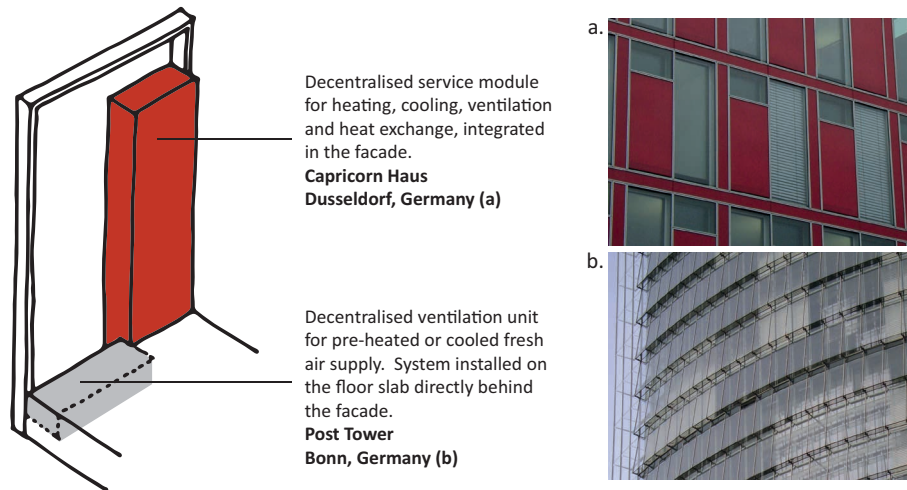 Decentralised service module
for heating, cooling, ventilation
and heat exchange, integrated
in the facade.
Capricorn Haus
Dusseldorf, Germany (a)
Decentralised ventilation unit
for pre-heated or cooled fresh
air supply.  System installed on
the floor slab directly behind
the facade.
Post Tower
Bonn, Germany (b)
a.
b.